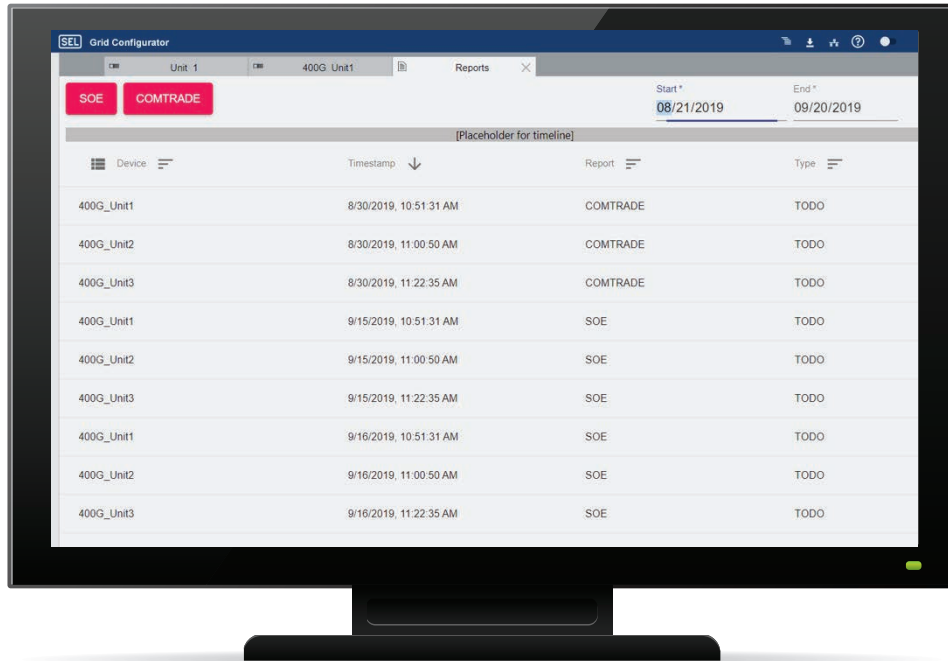 SEL Grid Configurator
Unit 1 400G Unit1 Reports
SOE COMTRADE Start * End *
08/21/2019 09/20/2019
[Placeholder for timeline]
Device Timestamp Report Type
400G_Unit1 8/30/2019, 10:51:31 AM COMTRADE TODO
400G_Unit2 8/30/2019, 11:00:50 AM COMTRADE TODO
400G_Unit3 8/30/2019, 11:22:35 AM COMTRADE TODO
400G_Unit1 9/15/2019, 10:51:31 AM SOE TODO
400G_Unit2 9/15/2019, 11:00:50 AM SOE TODO
400G_Unit3 9/15/2019, 11:22:35 AM SOE TODO
400G_Unit1 9/16/2019, 10:51:31 AM SOE TODO
400G_Unit2 9/16/2019, 11:00:50 AM SOE TODO
400G_Unit3 9/16/2019, 11:22:35 AM SOE TODO